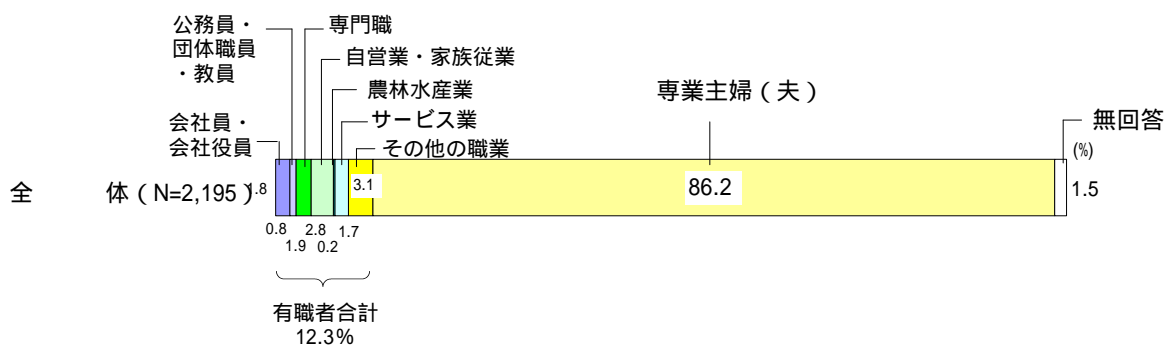 公務員・
団体職員
・教員
専門職
自営業・家族従業
農林水産業
サービス業
その他の職業
会社員・
会社役員
専業主婦（夫）
無回答
(%)
全　　　体（N=2,195）
1.8
0.8
1.9
2.8
0.2
1.7
3.1
86.2
1.5
有職者合計
12.3%